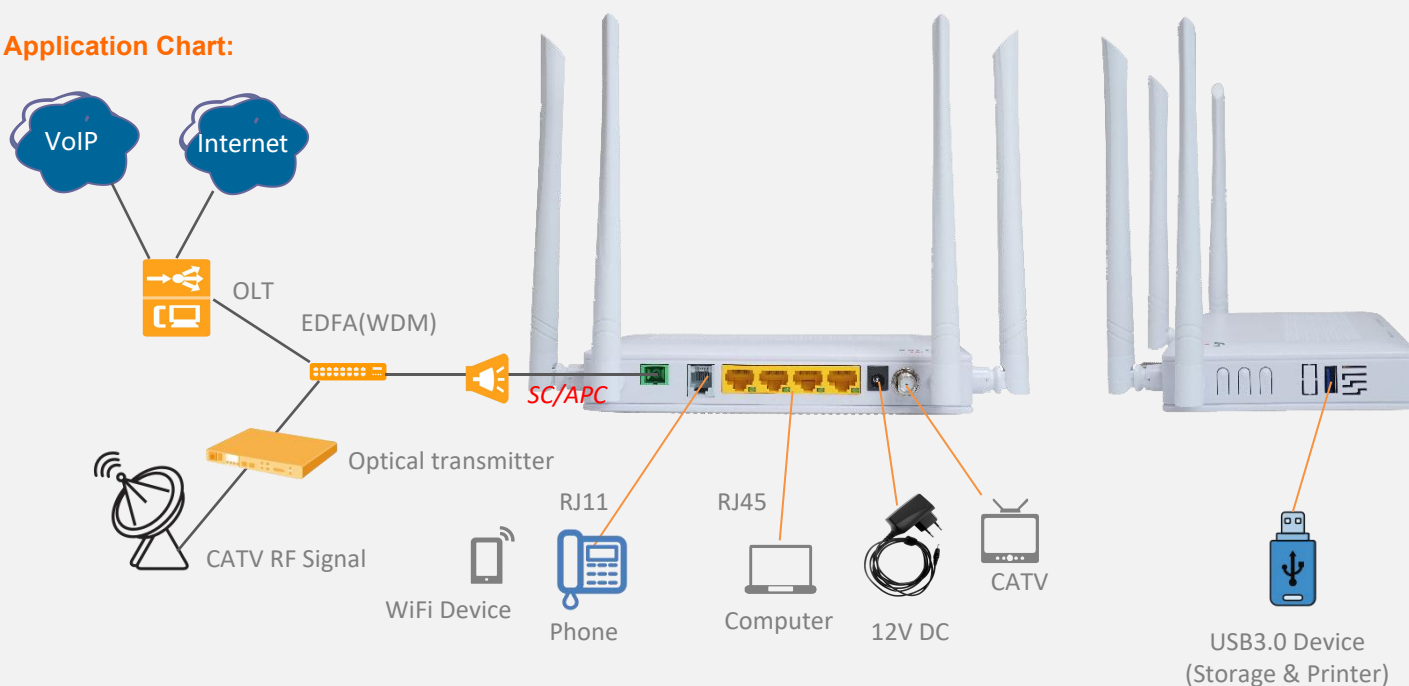 Application Chart:
VoIP
Internet
OLT
EDFA(WDM)
SC/APC
Optical transmitter
RJ11
RJ45
CATV RF Signal
CATV
WiFi Device
Phone
Computer
12V DC
USB3.0 Device
(Storage & Printer)